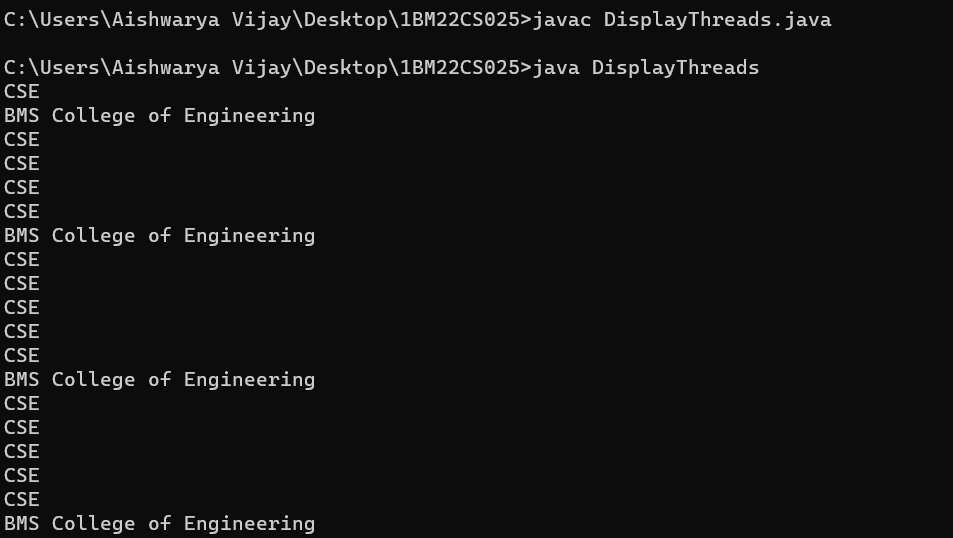 C:\Users\Aishwarya Vijay\Desktop\1BM22CS025>javac DisplayThreads.java
C:\Users\Aishwarya Vijay\Desktop\1BM22CS025>java DisplayThreads
CSE
BMS College of Engineering
CSE
CSE
CSE
CSE
BMS College of Engineering
CSE
CSE
CSE
CSE
CSE
BMS College of Engineering
CSE
CSE
CSE
CSE
CSE
BMS College of Engineering